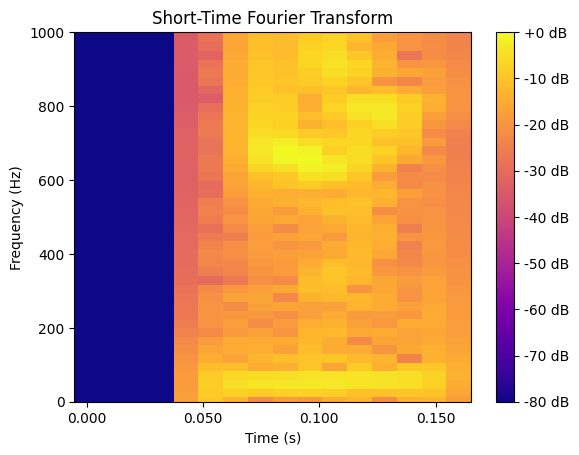 Short-Time Fourier Transform
1000
800
600
400
200
0
Frequency (Hz)
0.000
0.050
0.100
0.150
Time (s)
+0 dB
-10 dB
-20 dB
-30 dB
-40 dB
-50 dB
-60 dB
-70 dB
-80 dB